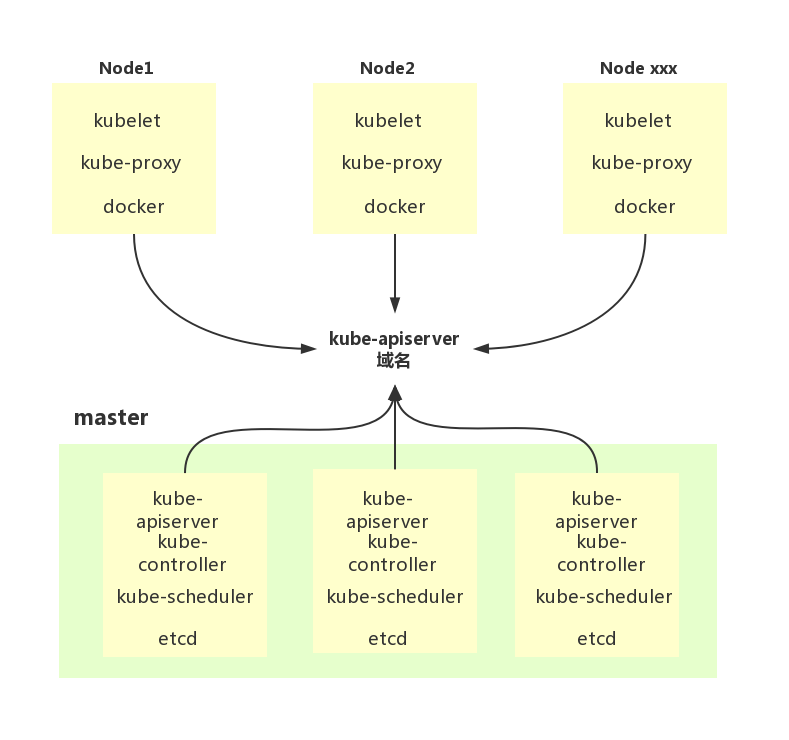 Node1
kubelet
kube-proxy
docker
Node2
kubelet
kube-proxy
docker
Node xxx
kubelet
kube-proxy
docker
kube-apiserver
域名
master
kube-
apiserver
kube-
controller
kube-scheduler
etcd
kube-
apiserver
kube-
controller
kube-scheduler
etcd
kube-
apiserver
kube-
controller
kube-scheduler
etcd